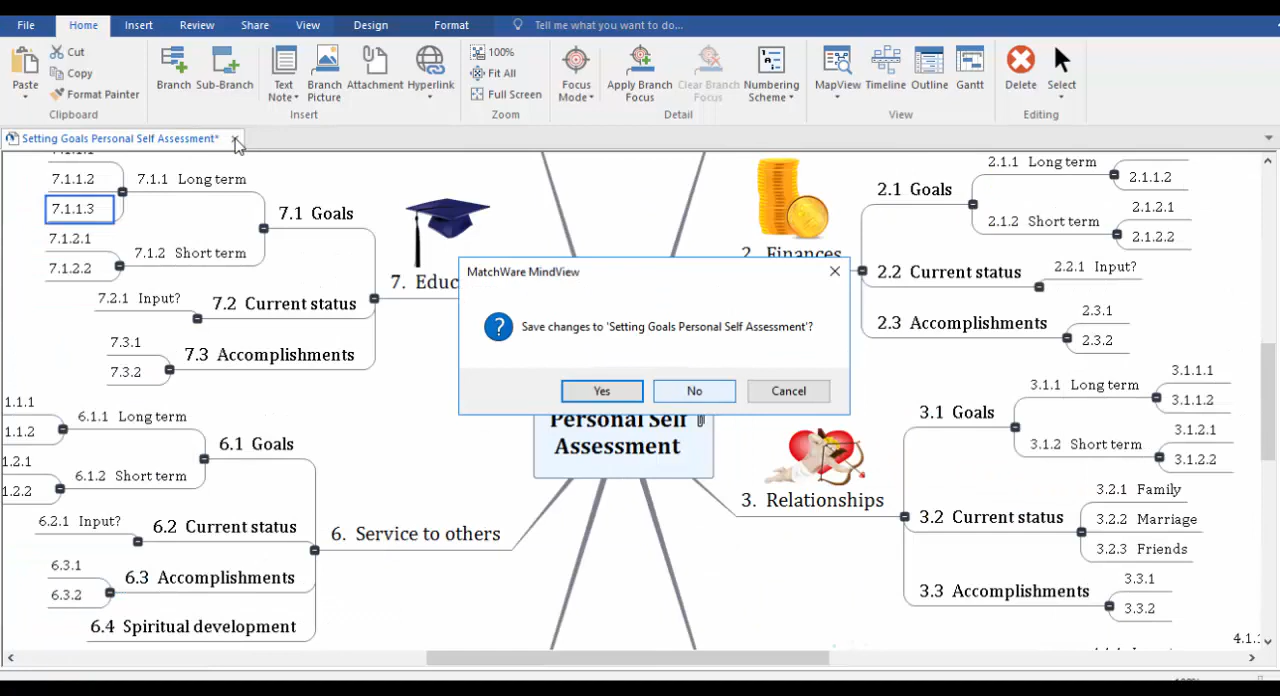 File Home Insert Review Share View Design Format Tell me what you want to do...
Paste Cut Copy Format Painter
Clipboard
Branch Sub-Branch Text Note Branch Picture Attachment Hyperlink
Insert
100% Fit All Full Screen
Zoom
Focus Mode Apply Branch Focus Clear Branch Focus Numbering Scheme
Detail
MapView Timeline Outline Gantt
View
Delete Select
Editing
Setting Goals Personal Self Assessment*
7.1.1.2
7.1.1.3
7.1.1 Long term
7.1 Goals
7.1.2.1
7.1.2.2
7.1.2 Short term
7. Educ
7.2.1 Input?
7.2 Current status
7.3.1
7.3.2
7.3 Accomplishments
1.1.1
1.1.2
6.1.1 Long term
6.1 Goals
1.2.1
1.2.2
6.1.2 Short term
6.2.1 Input?
6.2 Current status
6. Service to others
6.3.1
6.3.2
6.3 Accomplishments
6.4 Spiritual development
MatchWare MindView
Save changes to 'Setting Goals Personal Self Assessment'?
Yes No Cancel
Personal Self
Assessment
2. Finances
2.1 Goals
2.1.1 Long term
2.1.1.2
2.1.2 Short term
2.1.2.1
2.1.2.2
2.2 Current status
2.2.1 Input?
2.3 Accomplishments
2.3.1
2.3.2
3. Relationships
3.1 Goals
3.1.1 Long term
3.1.1.1
3.1.1.2
3.1.2 Short term
3.1.2.1
3.1.2.2
3.2 Current status
3.2.1 Family
3.2.2 Marriage
3.2.3 Friends
3.3 Accomplishments
3.3.1
3.3.2